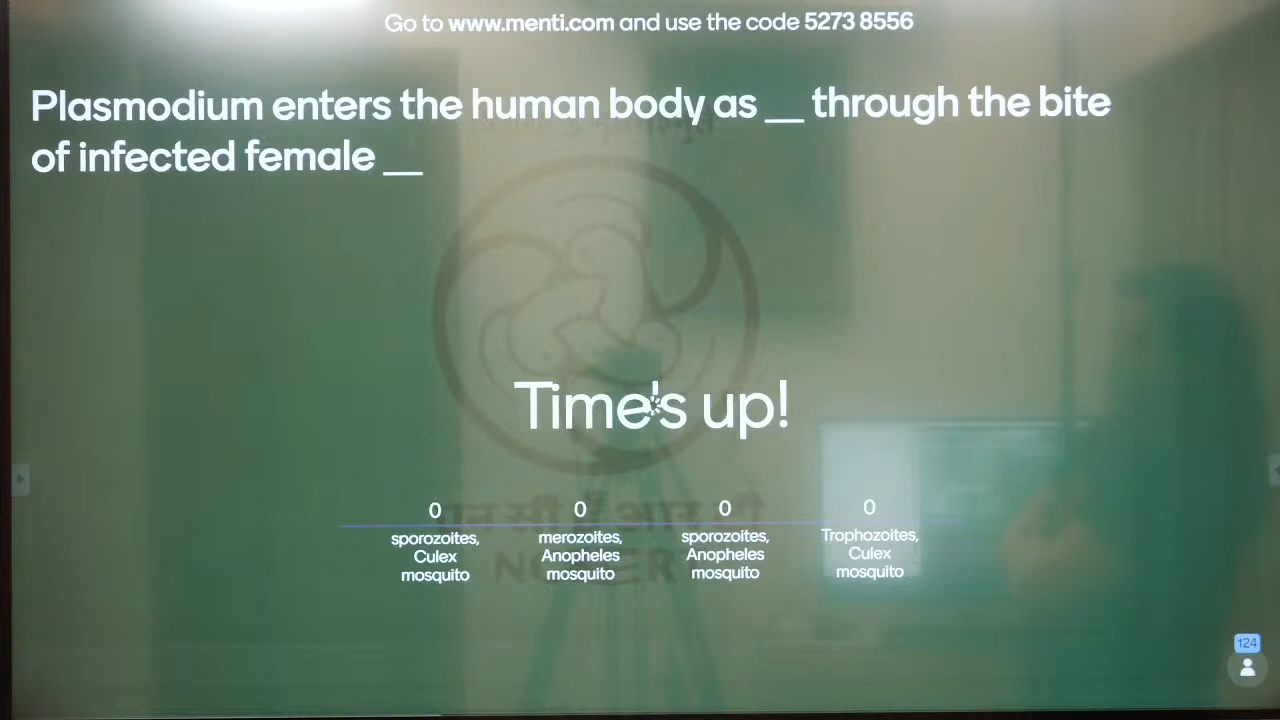 Go to www.menti.com and use the code 5273 8556
Plasmodium enters the human body as __ through the bite
of infected female __
Time's up!
0
0
0
0
sporozoites,
Culex
mosquito
merozoites,
Anopheles
mosquito
sporozoites,
Anopheles
mosquito
Trophozoites,
Culex
mosquito
NCERT
124